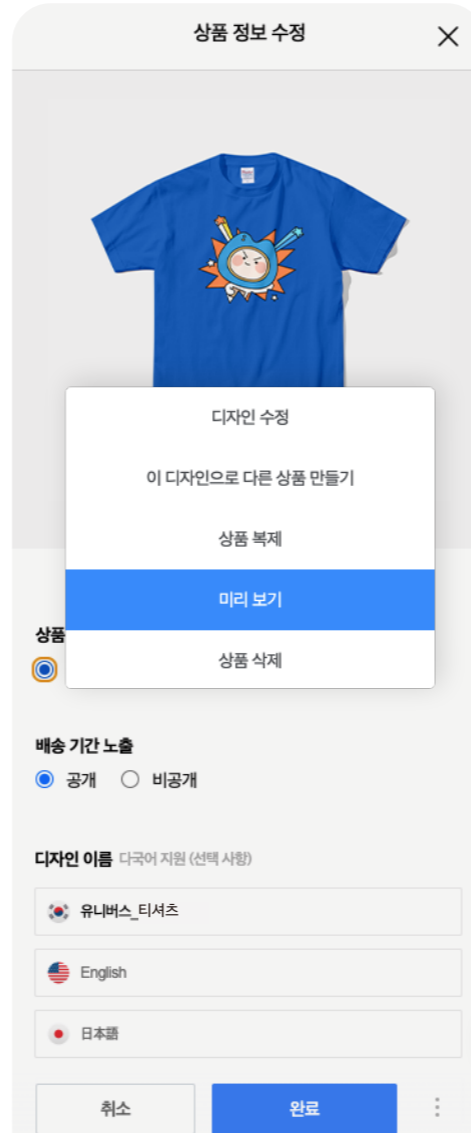 상품 정보 수정
디자인 수정
이 디자인으로 다른 상품 만들기
상품 복제
미리 보기
상품 삭제
상품
배송 기간 노출
공개 비공개
디자인 이름 다국어 지원 (선택 사항)
유니버스_티셔츠
English
日本語
취소 완료